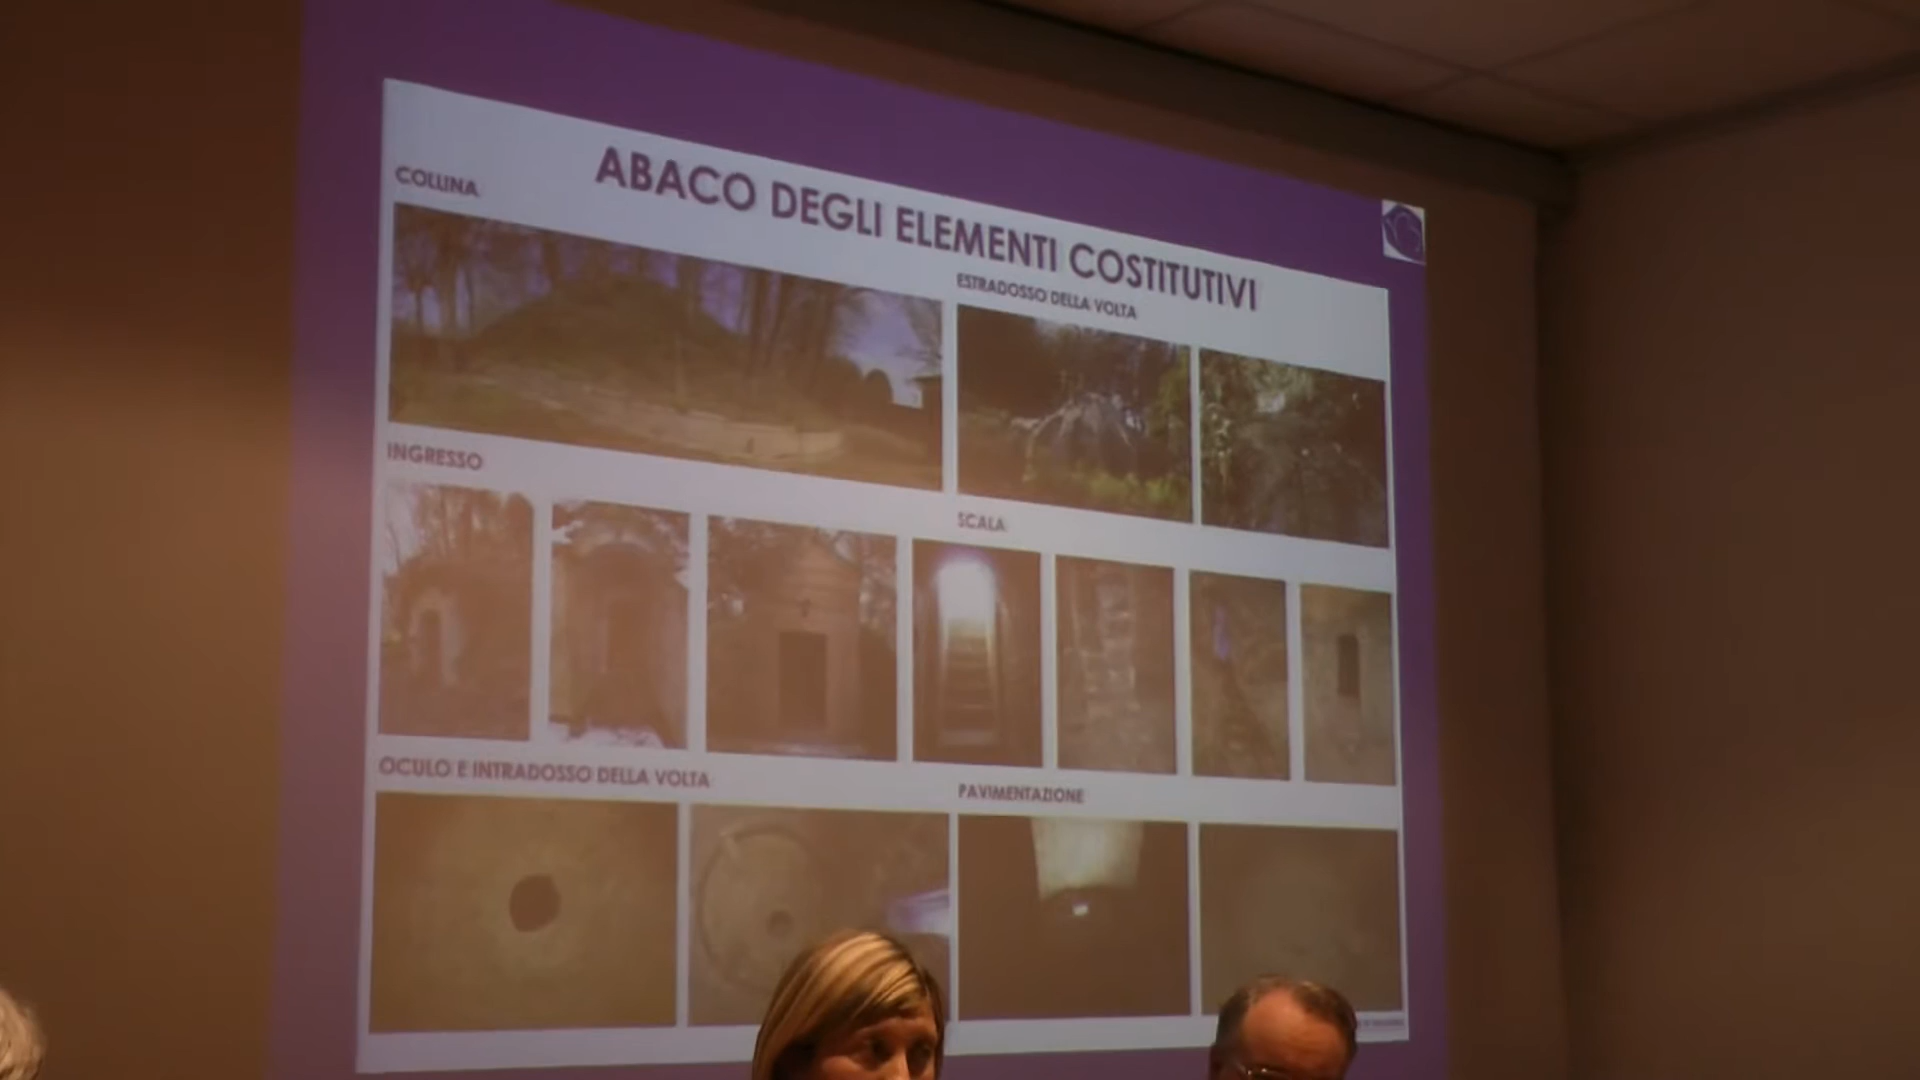 ABACO DEGLI ELEMENTI COSTITUTIVI
COLLINA
ESTRADOSSO DELLA VOLTA
INGRESSO
SCALA
OCULO E INTRADOSSO DELLA VOLTA
PAVIMENTAZIONE